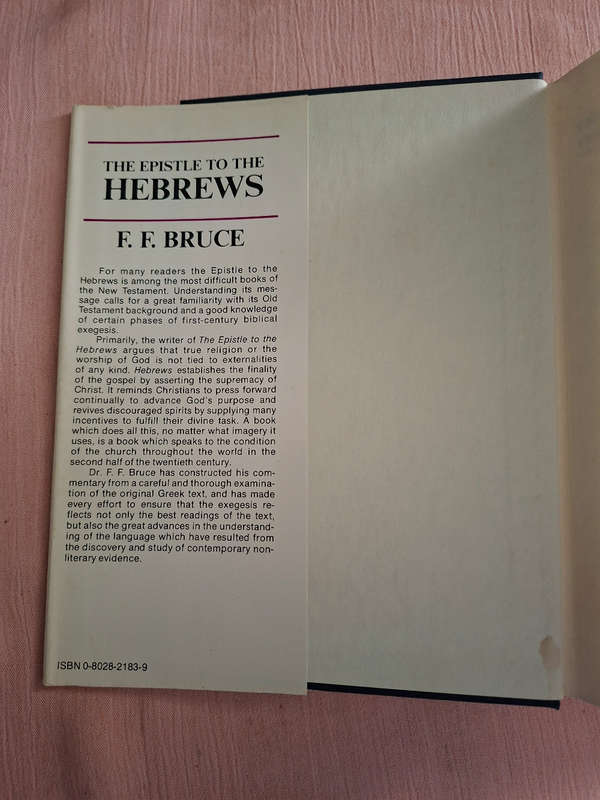 THE EPISTLE TO THE
HEBREWS
F. F. BRUCE
For many readers the Epistle to the
Hebrews is among the most difficult books of
the New Testament. Understanding its mes-
sage calls for a great familiarity with its Old
Testament background and a good knowledge
of certain phases of first-century biblical
exegesis.
Primarily, the writer of The Epistle to the
Hebrews argues that true religion or the
worship of God is not tied to externalities
of any kind. Hebrews establishes the finality
of the gospel by asserting the supremacy of
Christ. It reminds Christians to press forward
continually to advance God's purpose and
revives discouraged spirits by supplying many
incentives to fulfill their divine task. A book
which does all this, no matter what imagery it
uses, is a book which speaks to the condition
of the church throughout the world in the
second half of the twentieth century.
Dr. F. F. Bruce has constructed his com-
mentary from a careful and thorough examina-
tion of the original Greek text, and has made
every effort to ensure that the exegesis re-
flects not only the best readings of the text,
but also the great advances in the understand-
ing of the language which have resulted from
the discovery and study of contemporary non-
literary evidence.
ISBN 0-8028-2183-9